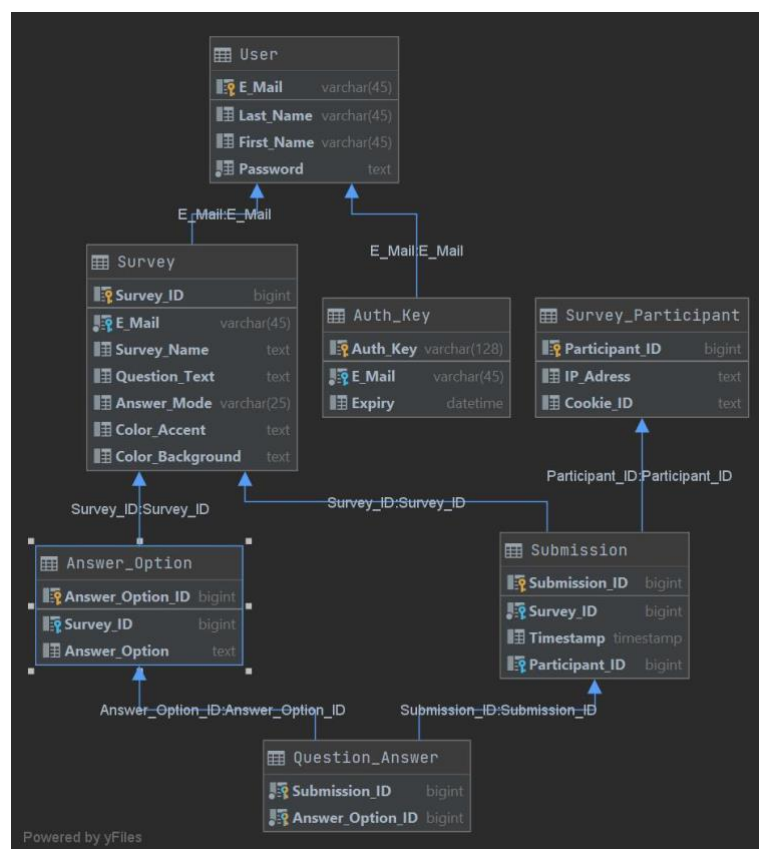 User
E_Mail varchar(45)
Last_Name varchar(45)
First_Name varchar(45)
Password text
E_Mail:E_Mail
E_Mail:E_Mail
Survey
Survey_ID bigint
E_Mail varchar(45)
Survey_Name text
Question_Text text
Answer_Mode varchar(25)
Color_Accent text
Color_Background text
Auth_Key
Auth_Key varchar(128)
E_Mail varchar(45)
Expiry datetime
Survey_Participant
Participant_ID bigint
IP_Adress text
Cookie_ID text
Survey_ID:Survey_ID
Survey_ID:Survey_ID
Participant_ID:Participant_ID
Answer_Option
Answer_Option_ID bigint
Survey_ID bigint
Answer_Option text
Submission
Submission_ID bigint
Survey_ID bigint
Timestamp timestamp
Participant_ID bigint
Answer_Option_ID:Answer_Option_ID
Submission_ID:Submission_ID
Question_Answer
Submission_ID bigint
Answer_Option_ID bigint
Powered by yFiles